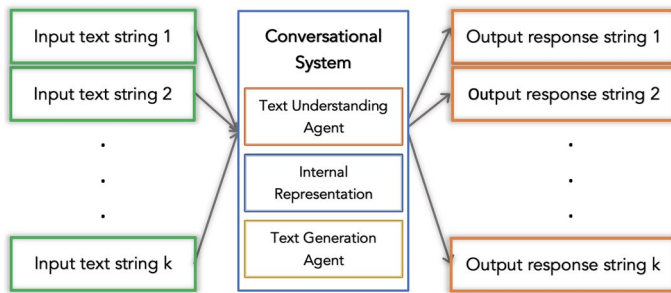 Input text string 1
Input text string 2
Input text string k
Conversational
System
Text Understanding
Agent
Internal
Representation
Text Generation
Agent
Output response string 1
Output response string 2
Output response string k